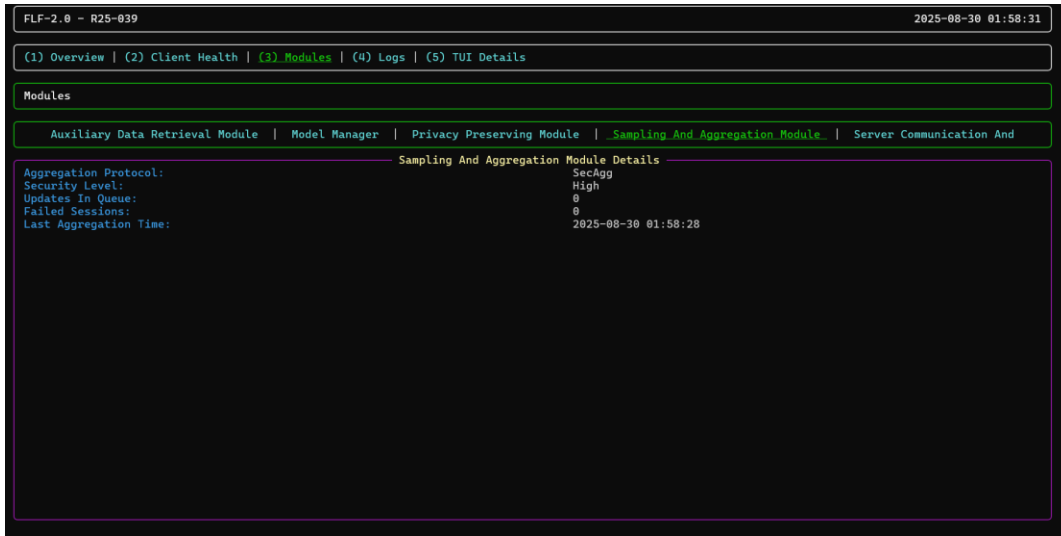 FLF-2.0 - R25-039 2025-08-30 01:58:31
(1) Overview | (2) Client Health | (3) Modules | (4) Logs | (5) TUI Details
Modules
Auxiliary Data Retrieval Module | Model Manager | Privacy Preserving Module | Sampling And Aggregation Module | Server Communication And
Sampling And Aggregation Module Details
Aggregation Protocol: SecAgg
Security Level: High
Updates In Queue: 0
Failed Sessions: 0
Last Aggregation Time: 2025-08-30 01:58:28